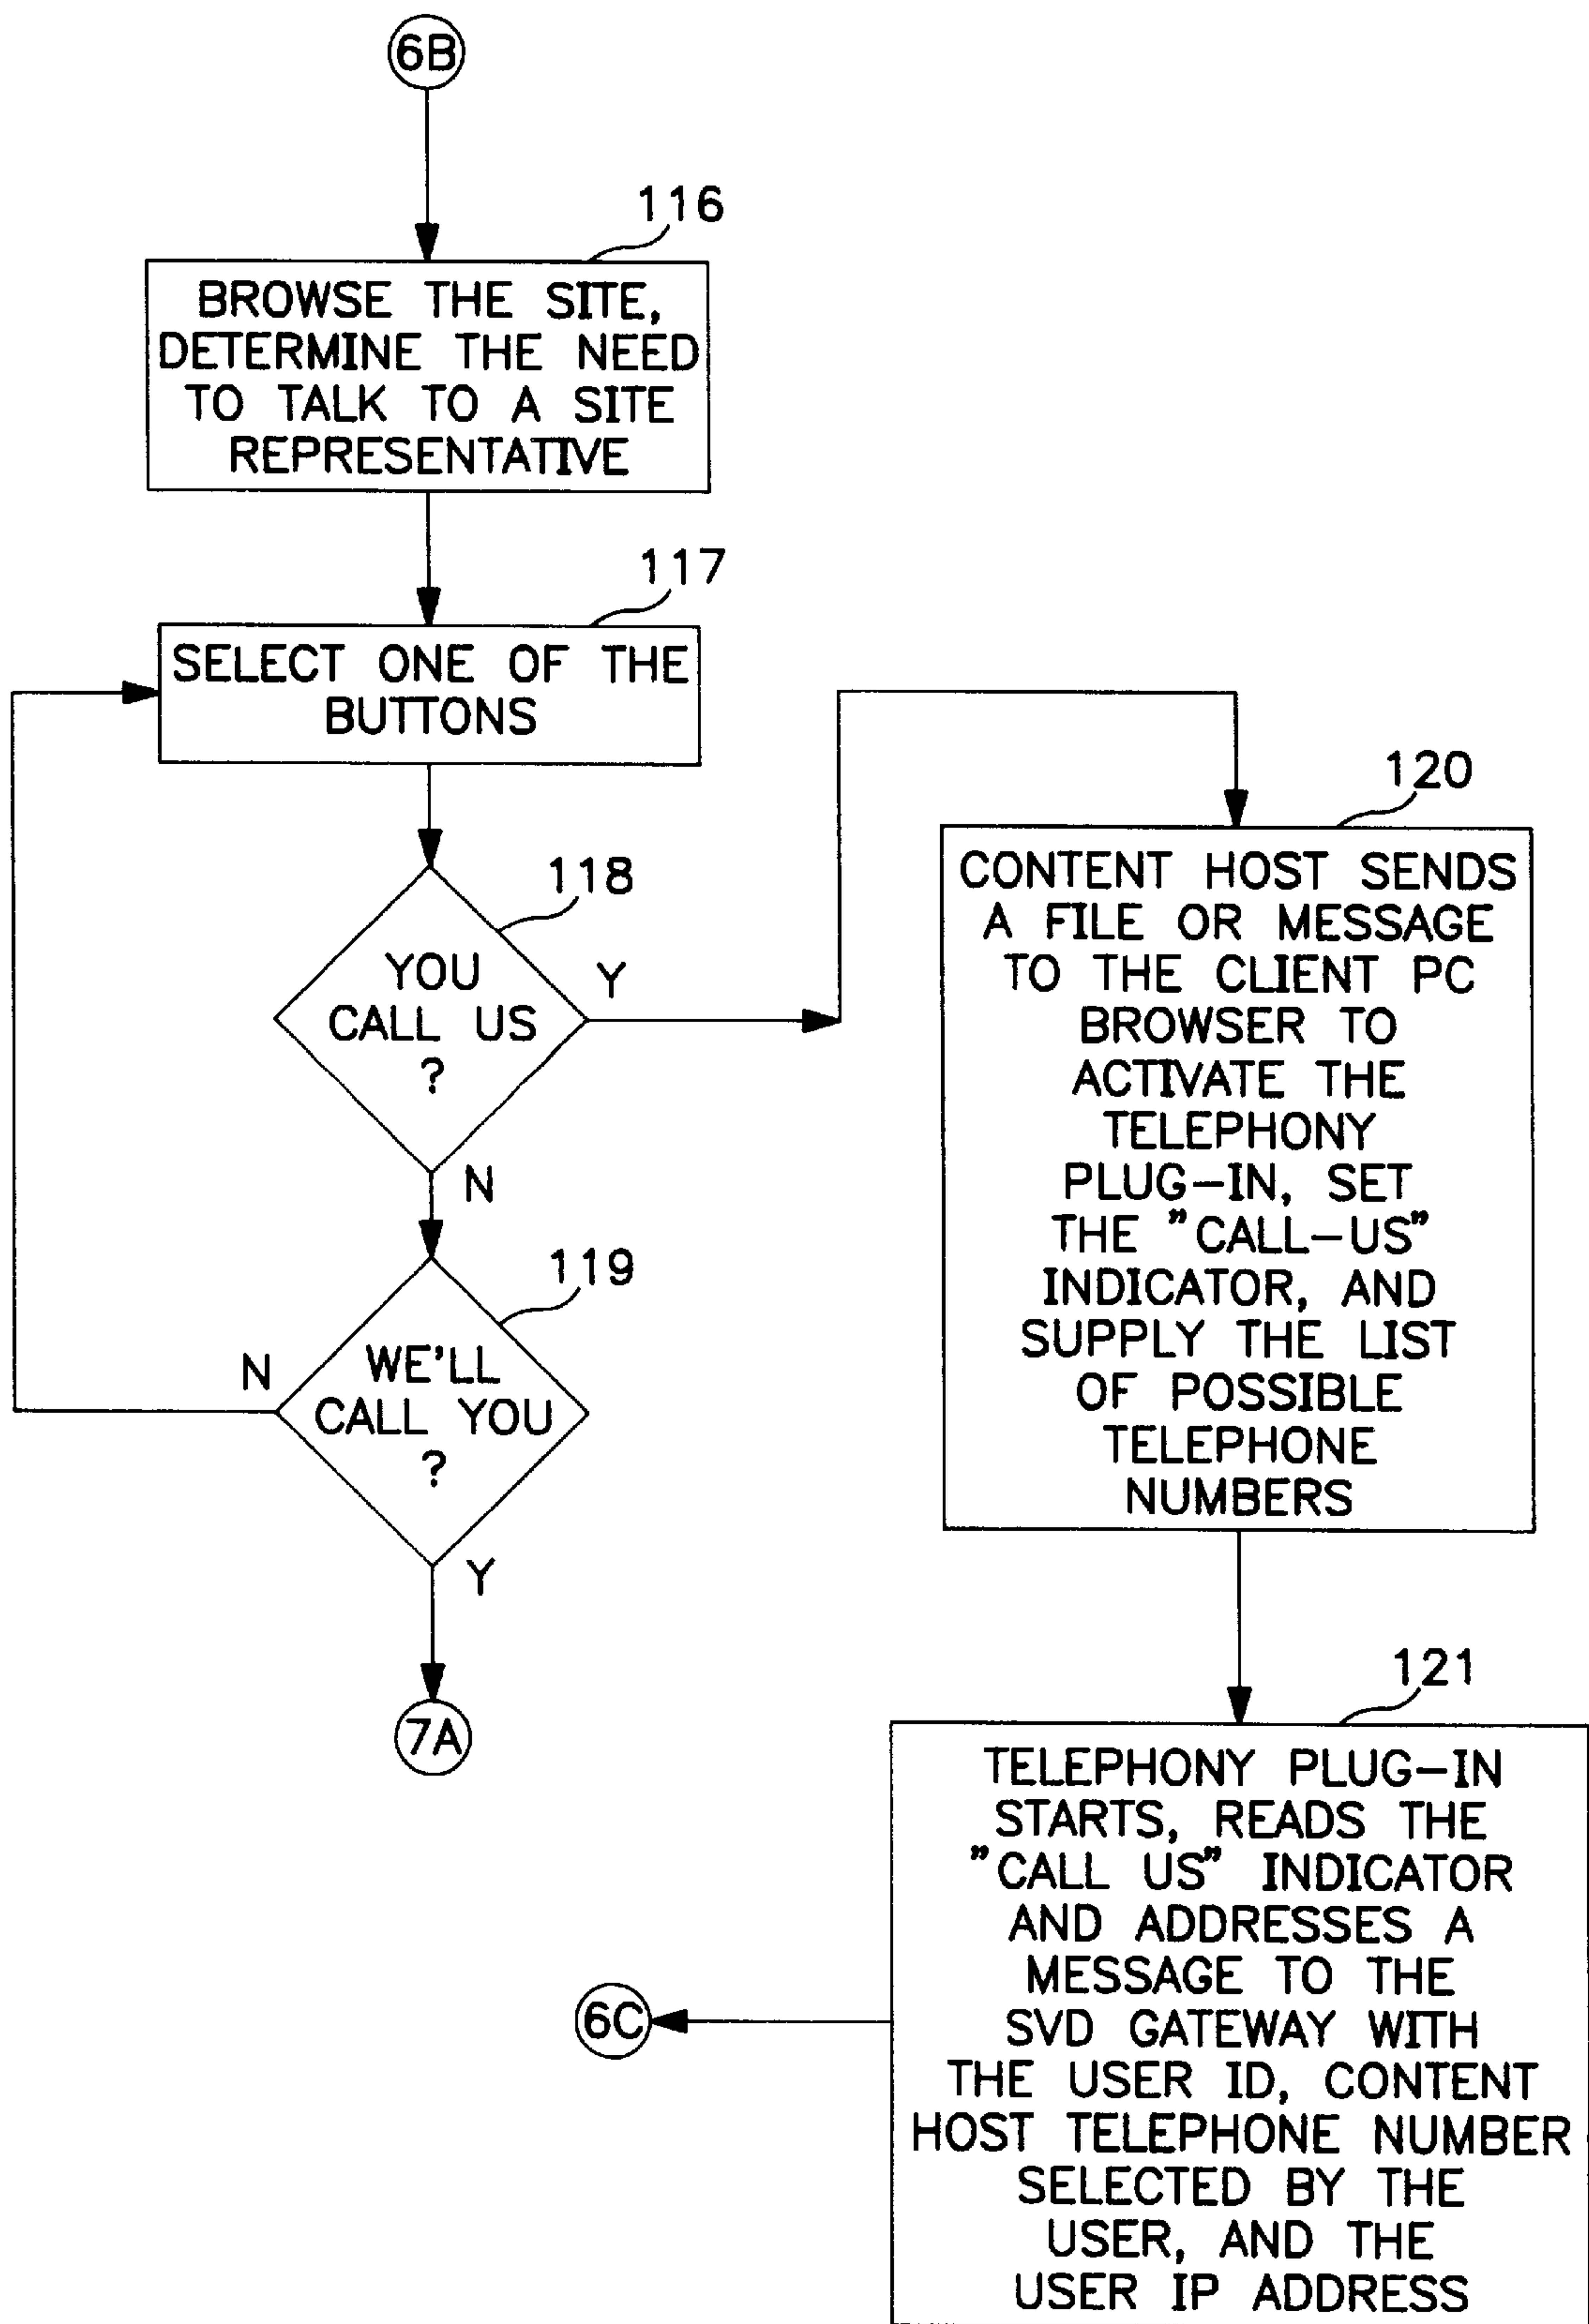 6B
116
BROWSE THE SITE,
DETERMINE THE NEED
TO TALK TO A SITE
REPRESENTATIVE
117
SELECT ONE OF THE
BUTTONS
118
YOU
CALL US
?
Y
N
119
WE'LL
CALL YOU
?
N
Y
7A
120
CONTENT HOST SENDS
A FILE OR MESSAGE
TO THE CLIENT PC
BROWSER TO
ACTIVATE THE
TELEPHONY
PLUG-IN, SET
THE "CALL-US"
INDICATOR, AND
SUPPLY THE LIST
OF POSSIBLE
TELEPHONE
NUMBERS
121
TELEPHONY PLUG-IN
STARTS, READS THE
"CALL US" INDICATOR
AND ADDRESSES A
MESSAGE TO THE
SVD GATEWAY WITH
THE USER ID, CONTENT
HOST TELEPHONE NUMBER
SELECTED BY THE
USER, AND THE
USER IP ADDRESS
6C